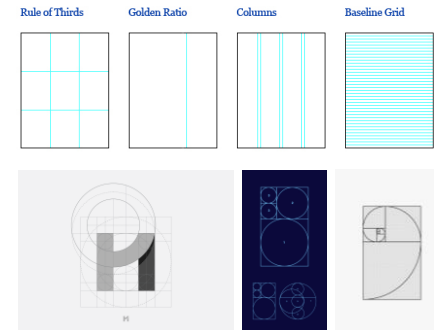 Rule of Thirds
Golden Ratio
Columns
Baseline Grid